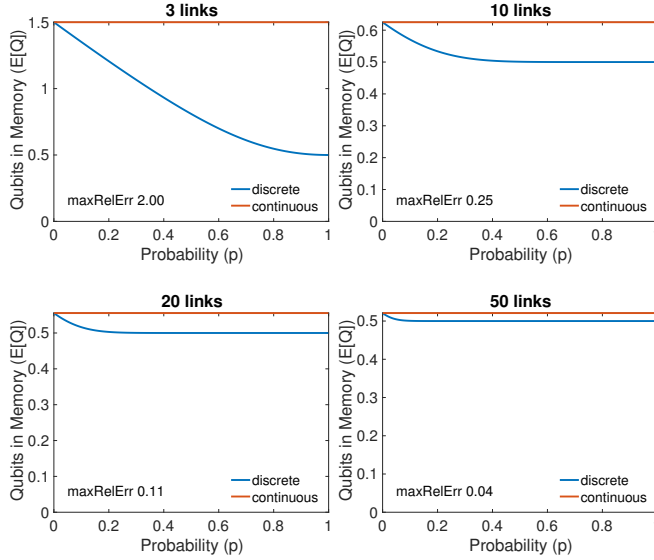 3 links
Qubits in Memory (E[Q])
1.5
1
0.5
0
maxRelErr 2.00
discrete
continuous
0 0.2 0.4 0.6 0.8 1
Probability (p)
10 links
Qubits in Memory (E[Q])
0.6
0.5
0.4
0.3
0.2
0.1
0
maxRelErr 0.25
discrete
continuous
0 0.2 0.4 0.6 0.8
Probability (p)
20 links
Qubits in Memory (E[Q])
0.5
0.4
0.3
0.2
0.1
0
maxRelErr 0.11
discrete
continuous
0 0.2 0.4 0.6 0.8 1
Probability (p)
50 links
Qubits in Memory (E[Q])
0.5
0.4
0.3
0.2
0.1
0
maxRelErr 0.04
discrete
continuous
0 0.2 0.4 0.6 0.8
Probability (p)